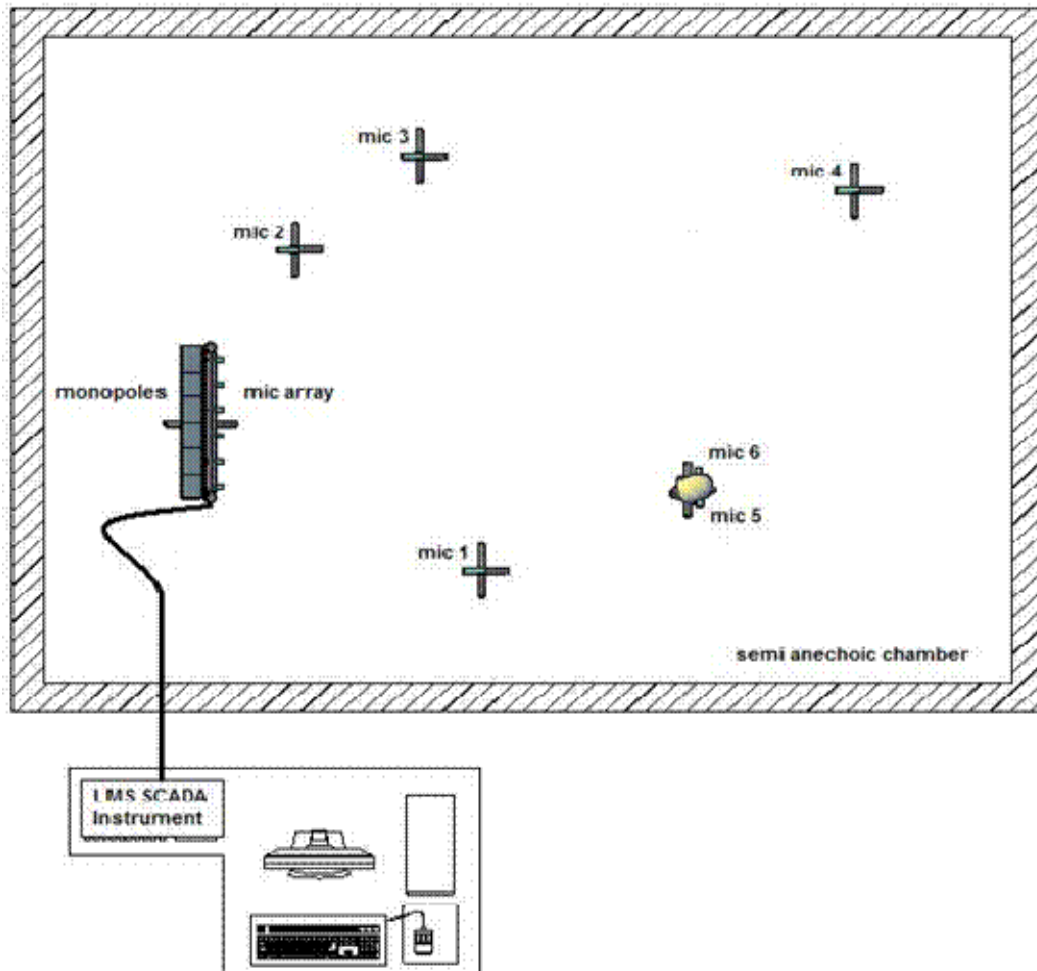 mic 3
mic 4
mic 2
monopoles
mic array
mic 6
mic 5
mic 1
semi anechoic chamber
LMS SCADA
Instrument